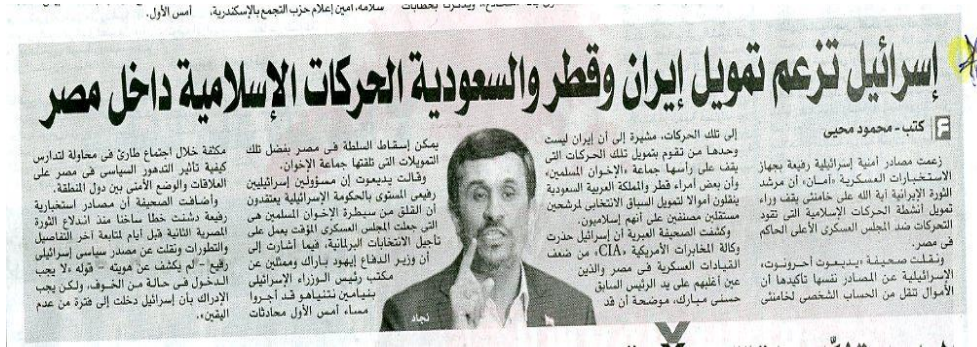 سلامة، أمين إعلام حزب التجمع بالإسكندرية،
أمس الأول.
إسرائيل تزعم تمويل إيران وقطر والسعودية الحركات الإسلامية داخل مصر
كتب - محمود محيى
زعمت مصادر أمنية إسرائيلية رفيعة بجهاز
الاستخبارات العسكرية «أمان» أن مرشد
الثورة الإيرانية آية الله على خامنئى يقف وراء
تمويل أنشطة الحركات الإسلامية التى تقود
التحركات ضد المجلس العسكرى الأعلى الحاكم
فى مصر.
ونقلت صحيفة «يديعوت أحرونوت»
الإسرائيلية عن المصادر نفسها تأكيدها أن
الأموال تنقل من الحساب الشخصى لخامنئى
إلى تلك الحركات، مشيرة إلى أن إيران ليست
وحدها من تقوم بتمويل تلك الحركات التى
يقف على رأسها جماعة «الإخوان المسلمين»
وأن بعض أمراء قطر والمملكة العربية السعودية
ينقلون أموالا لتمويل السباق الانتخابى لمرشحين
مستقلين مصنفين على أنهم إسلاميون.
وكشفت الصحيفة العبرية أن إسرائيل حذرت
وكالة المخابرات الأمريكية «CIA» من ضعف
القيادات العسكرية فى مصر والذين
عين أغلبهم على يد الرئيس السابق
حسنى مبارك، موضحة أن قد
يمكن إسقاط السلطة فى مصر بفضل تلك
التمويلات التى تلقتها جماعة الإخوان.
وقالت يديعوت إن مسؤولين إسرائيليين
رفيعى المستوى بالحكومة الإسرائيلية يعتقدون
أن القلق من سيطرة الإخوان المسلمين هى
التى جعلت المجلس العسكرى المؤقت يعمل على
تأجيل الانتخابات البرلمانية، فيما أشارت إلى
أن وزير الدفاع إيهود باراك وممثلين عن
مكتب رئيس الوزراء الإسرائيلى
بنيامين نتنياهو قد أجروا
مساء أمس الأول محادثات
مكثفة خلال اجتماع طارئ فى محاولة لتدارس
كيفية تأثير التدهور السياسى فى مصر على
العلاقات والوضع الأمنى بين دول المنطقة.
وأضافت الصحيفة أن مصادر استخبارية
رفيعة دشنت خطا ساخنا منذ اندلاع الثورة
المصرية الثانية قبل أيام لمتابعة آخر التفاصيل
والتطورات ونقلت عن مصدر سياسى إسرائيلى
رفيع - لم يكشف عن هويته - قوله «لا يجب
الدخول فى حالة من الخوف، ولكن يجب
الإدراك بأن إسرائيل دخلت إلى فترة من عدم
اليقين».
نجاد